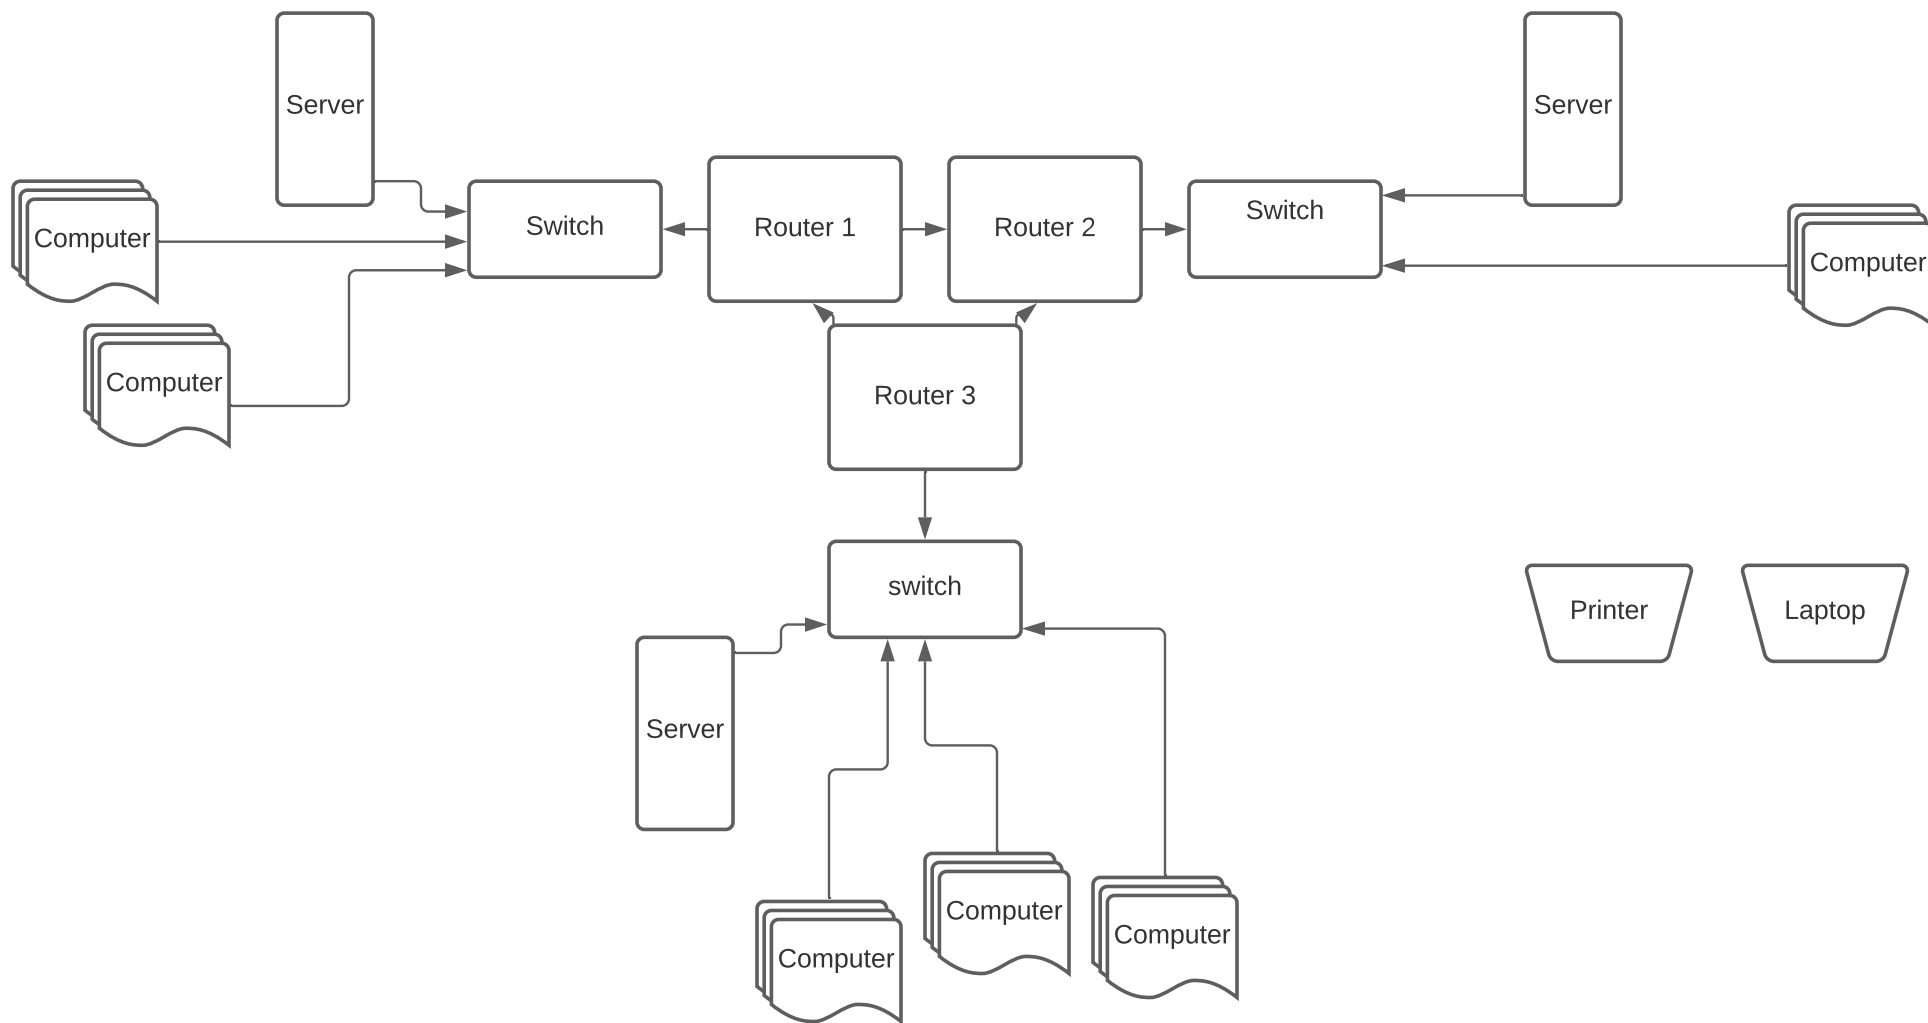 Server
Server
Computer
Switch
Router 1
Router 2
Switch
Computer
Computer
Router 3
switch
Printer
Laptop
Server
Computer
Computer
Computer